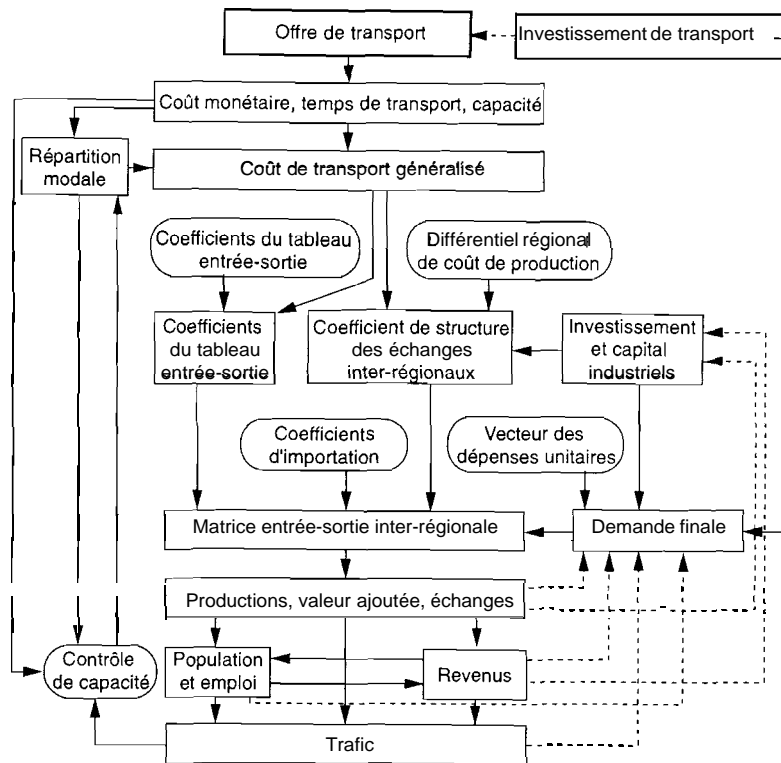 Offre de transport
Investissement de transport
Coût monétaire, temps de transport, capacité
Répartition
modale
Coût de transport généralisé
Coefficients du tableau
entrée-sortie
Différentiel régional
de coût de production
Coefficients
du tableau
entrée-sortie
Coefficient de structure
des échanges
inter-régionaux
Investissement
et capital
industriels
Coefficients
d'importation
Vecteur des
dépenses unitaires
Matrice entrée-sortie inter-régionale
Demande finale
Productions, valeur ajoutée, échanges
Contrôle
de capacité
Population
et emploi
Revenus
Trafic